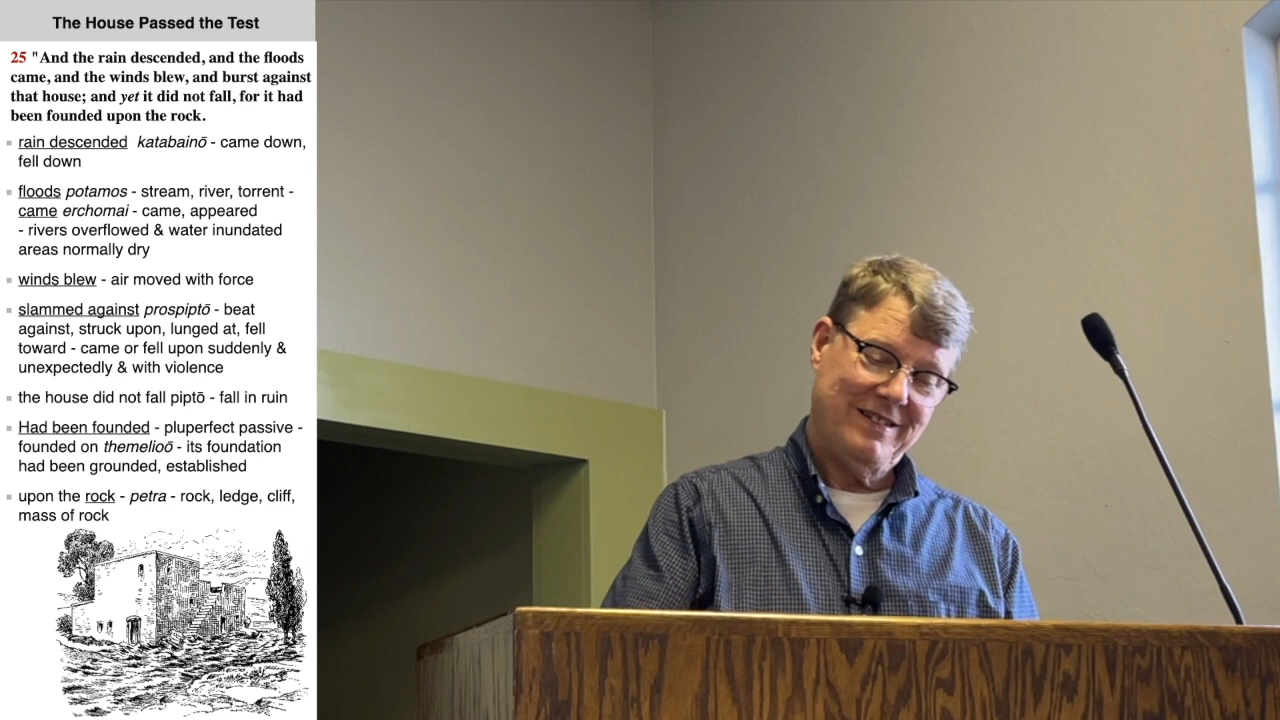 The House Passed the Test
25 "And the rain descended, and the floods
came, and the winds blew, and burst against
that house; and yet it did not fall, for it had
been founded upon the rock.
rain descended katabainō - came down,
fell down
floods potamos - stream, river, torrent -
came erchomai - came, appeared
- rivers overflowed & water inundated
areas normally dry
winds blew - air moved with force
slammed against prospiptō - beat
against, struck upon, lunged at, fell
toward - came or fell upon suddenly &
unexpectedly & with violence
the house did not fall piptō - fall in ruin
Had been founded - pluperfect passive -
founded on themelioō - its foundation
had been grounded, established
upon the rock - petra - rock, ledge, cliff,
mass of rock